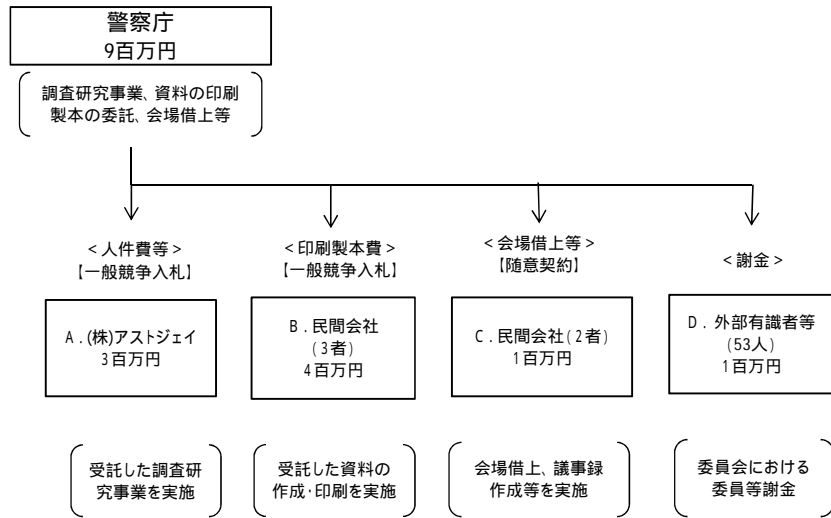 警察庁
9百万円
調査研究事業、資料の印刷
製本の委託、会場借上等
<人件費等>
【一般競争入札】
A．(株)アストジェイ
3百万円
受託した調査研
究事業を実施
<印刷製本費>
【一般競争入札】
B．民間会社
(3者)
4百万円
受託した資料の
作成・印刷を実施
<会場借上等>
【随意契約】
C．民間会社(2者)
1百万円
会場借上、議事録
作成等を実施
<謝金>
D．外部有識者等
(53人)
1百万円
委員会における
委員等謝金